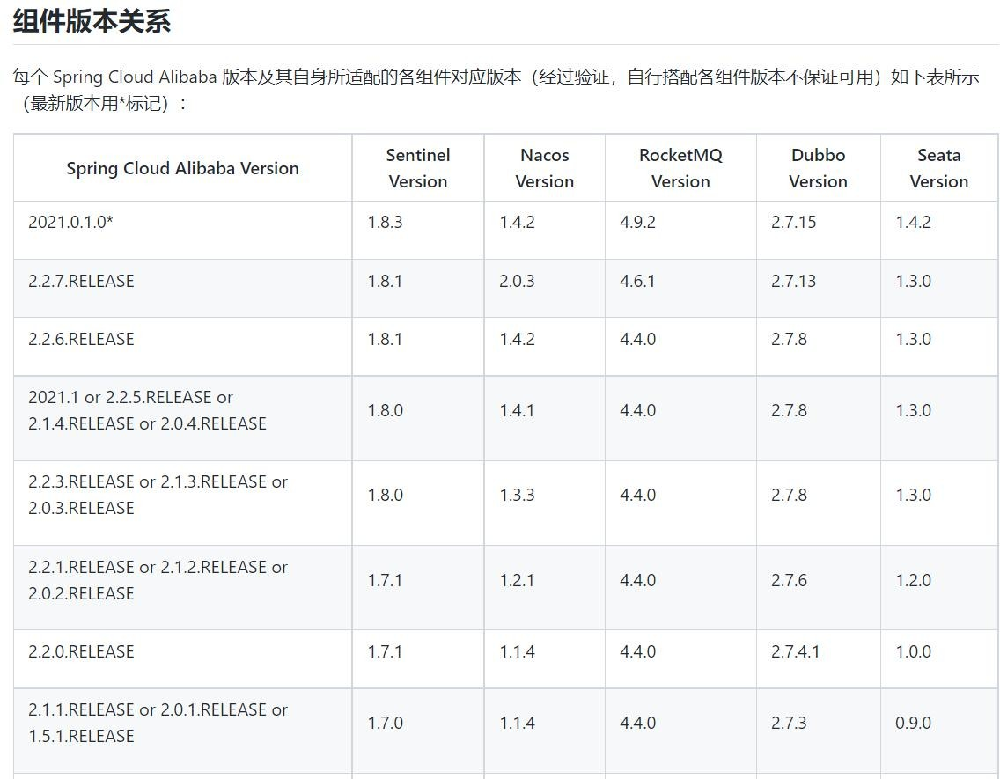 组件版本关系
每个 Spring Cloud Alibaba 版本及其自身所适配的各组件对应版本（经过验证，自行搭配各组件版本不保证可用）如下表所示
（最新版本用*标记）：
Spring Cloud Alibaba Version Sentinel Version Nacos Version RocketMQ Version Dubbo Version Seata Version
2021.0.1.0* 1.8.3 1.4.2 4.9.2 2.7.15 1.4.2
2.2.7.RELEASE 1.8.1 2.0.3 4.6.1 2.7.13 1.3.0
2.2.6.RELEASE 1.8.1 1.4.2 4.4.0 2.7.8 1.3.0
2021.1 or 2.2.5.RELEASE or
2.1.4.RELEASE or 2.0.4.RELEASE 1.8.0 1.4.1 4.4.0 2.7.8 1.3.0
2.2.3.RELEASE or 2.1.3.RELEASE or
2.0.3.RELEASE 1.8.0 1.3.3 4.4.0 2.7.8 1.3.0
2.2.1.RELEASE or 2.1.2.RELEASE or
2.0.2.RELEASE 1.7.1 1.2.1 4.4.0 2.7.6 1.2.0
2.2.0.RELEASE 1.7.1 1.1.4 4.4.0 2.7.4.1 1.0.0
2.1.1.RELEASE or 2.0.1.RELEASE or
1.5.1.RELEASE 1.7.0 1.1.4 4.4.0 2.7.3 0.9.0